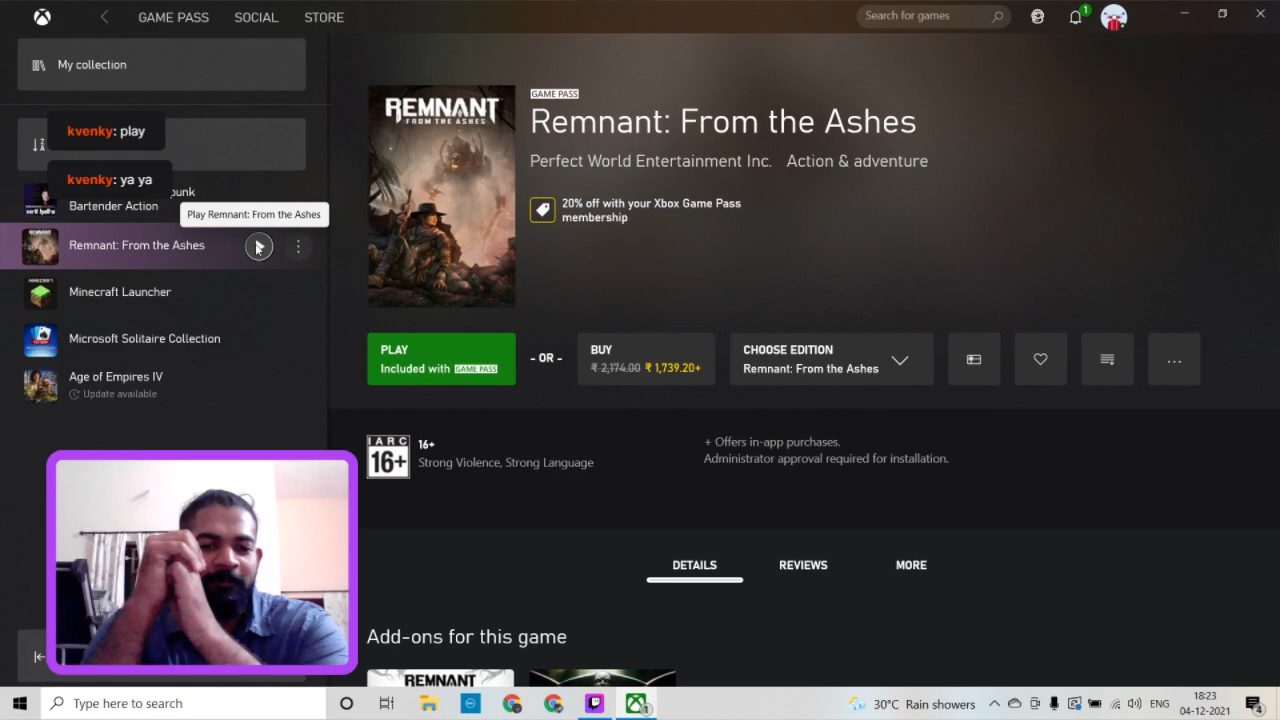 GAME PASS
SOCIAL
STORE
Search for games
1
My collection
kvenky: play
kvenky: ya ya
punk
Bartender Action
Play Remnant: From the Ashes
Remnant: From the Ashes
Minecraft Launcher
Microsoft Solitaire Collection
Age of Empires IV
Update available
REMNANT
FROM THE ASHES
GAME PASS
Remnant: From the Ashes
Perfect World Entertainment Inc. Action & adventure
20% off with your Xbox Game Pass
membership
PLAY
Included with GAME PASS
- OR -
BUY
₹ 2,174.00 ₹ 1,739.20+
CHOOSE EDITION
Remnant: From the Ashes
IARC
16+
16+
Strong Violence, Strong Language
+ Offers in-app purchases.
Administrator approval required for installation.
DETAILS
REVIEWS
MORE
Add-ons for this game
REMNANT
Type here to search
1
30°C Rain showers
ENG
18:23
04-12-2021
4